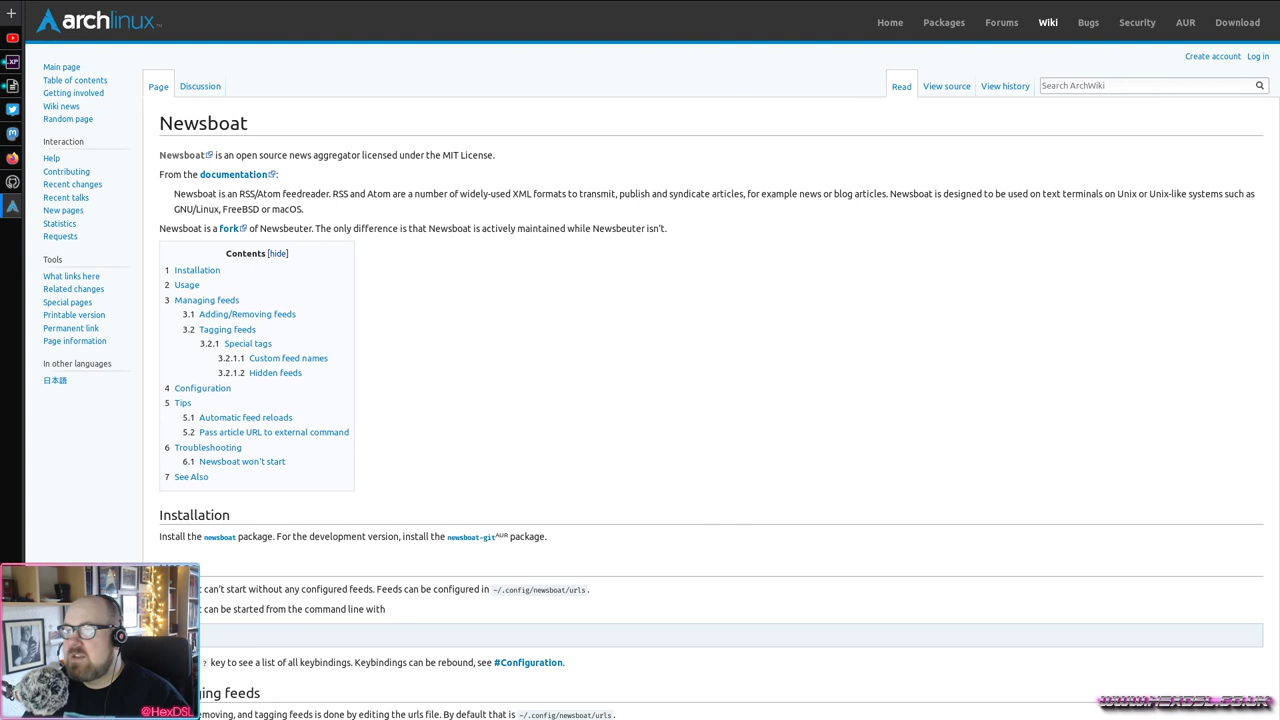 archlinux
Home Packages Forums Wiki Bugs Security AUR Download
Create account Log in
Main page
Table of contents
Getting involved
Wiki news
Random page
Interaction
Help
Contributing
Recent changes
Recent talks
New pages
Statistics
Requests
Tools
What links here
Related changes
Special pages
Printable version
Permanent link
Page information
In other languages
日本語
Page Discussion Read View source View history Search ArchWiki
Newsboat
Newsboat is an open source news aggregator licensed under the MIT License.
From the documentation:
Newsboat is an RSS/Atom feedreader. RSS and Atom are a number of widely-used XML formats to transmit, publish and syndicate articles, for example news or blog articles. Newsboat is designed to be used on text terminals on Unix or Unix-like systems such as
GNU/Linux, FreeBSD or macOS.
Newsboat is a fork of Newsbeuter. The only difference is that Newsboat is actively maintained while Newsbeuter isn't.
Contents [hide]
1 Installation
2 Usage
3 Managing feeds
3.1 Adding/Removing feeds
3.2 Tagging feeds
3.2.1 Special tags
3.2.1.1 Custom feed names
3.2.1.2 Hidden feeds
4 Configuration
5 Tips
5.1 Automatic feed reloads
5.2 Pass article URL to external command
6 Troubleshooting
6.1 Newsboat won't start
7 See Also
Installation
Install the newsboat package. For the development version, install the newsboat-git AUR package.
t can't start without any configured feeds. Feeds can be configured in ~/.config/newsboat/urls.
t can be started from the command line with
? key to see a list of all keybindings. Keybindings can be rebound, see #Configuration.
ging feeds
emoving, and tagging feeds is done by editing the urls file. By default that is ~/.config/newsboat/urls.
@HexDSL
WWW.HEXDSL.CO.UK